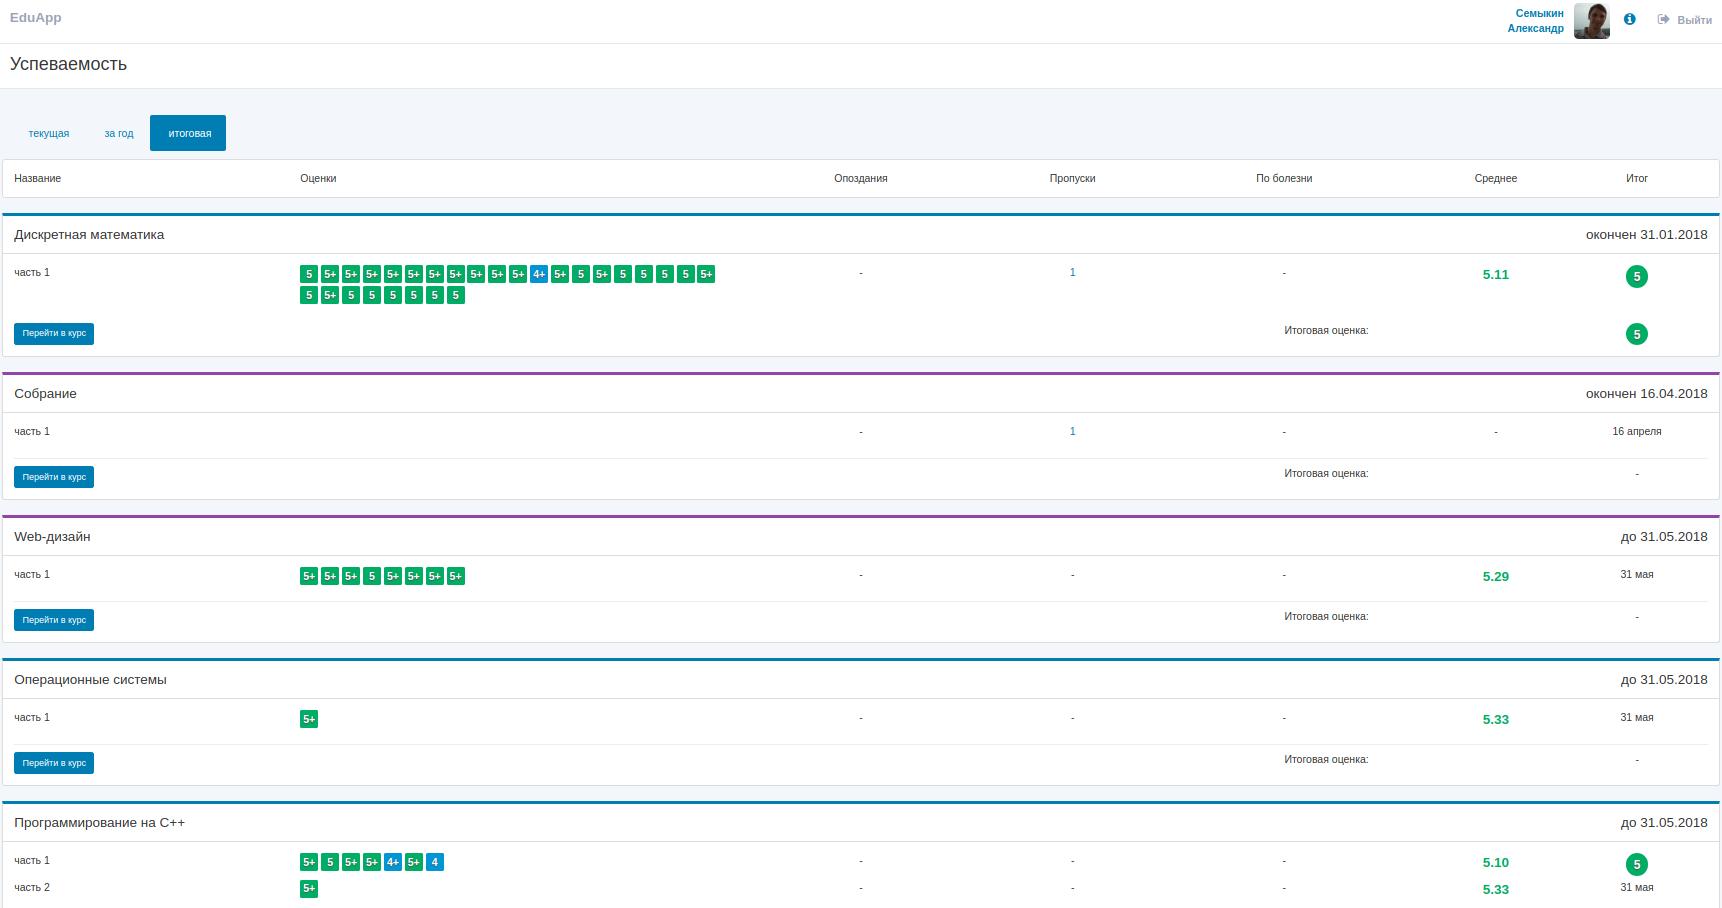 EduApp
Семыкин
Александр
Выйти
Успеваемость
текущая за год итоговая
Название Оценки Опоздания Пропуски По болезни Среднее Итог
Дискретная математика окончен 31.01.2018
часть 1 5 5+ 5+ 5+ 5+ 5+ 5+ 5+ 5+ 5+ 5+ 4+ 5+ 5 5+ 5 5 5 5 5+ - 1 - 5.11 5
5 5+ 5 5 5 5 5 5
Перейти в курс Итоговая оценка: 5
Собрание окончен 16.04.2018
часть 1 - 1 - - 16 апреля
Перейти в курс Итоговая оценка: -
Web-дизайн до 31.05.2018
часть 1 5+ 5+ 5+ 5 5+ 5+ 5+ 5+ - - - 5.29 31 мая
Перейти в курс Итоговая оценка: -
Операционные системы до 31.05.2018
часть 1 5+ - - - 5.33 31 мая
Перейти в курс Итоговая оценка: -
Программирование на C++ до 31.05.2018
часть 1 5+ 5 5+ 5+ 4+ 5+ 4 - - - 5.10 5
часть 2 5+ - - - 5.33 31 мая